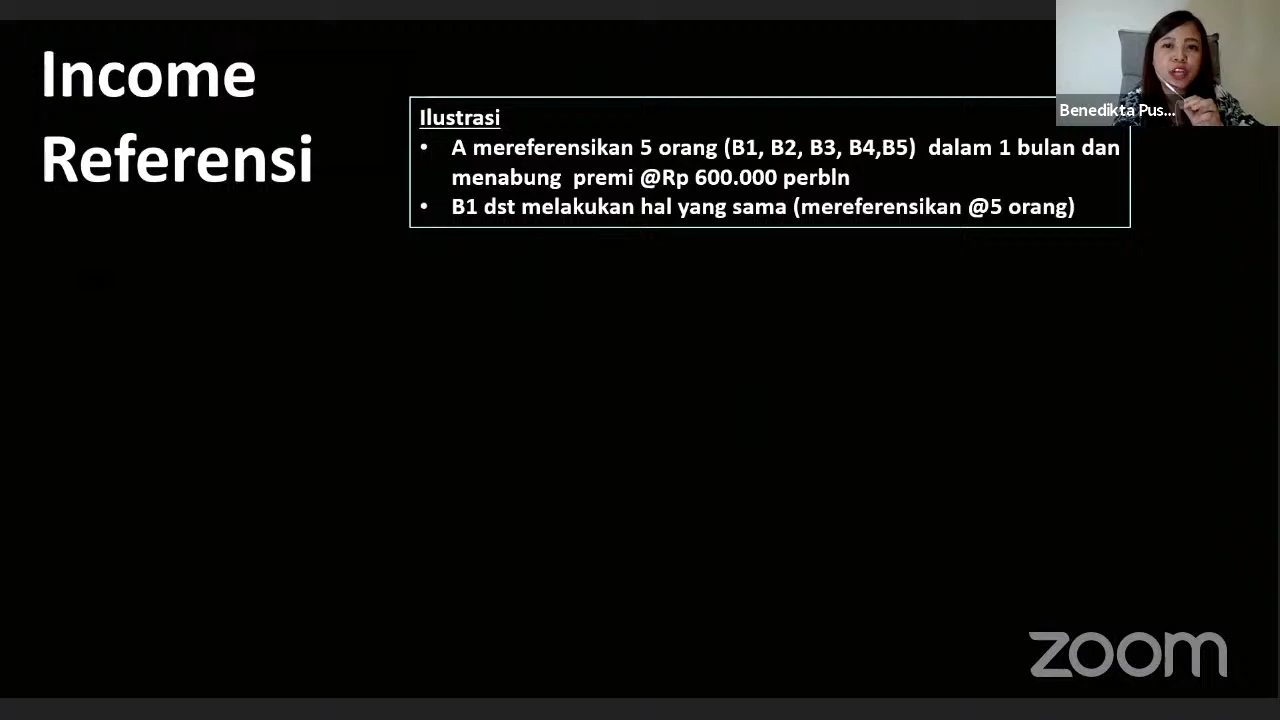 Income
Referensi
Ilustrasi
• A mereferensikan 5 orang (B1, B2, B3, B4,B5) dalam 1 bulan dan
menabung premi @Rp 600.000 perbln
• B1 dst melakukan hal yang sama (mereferensikan @5 orang)
Benedikta Pus...
zoom